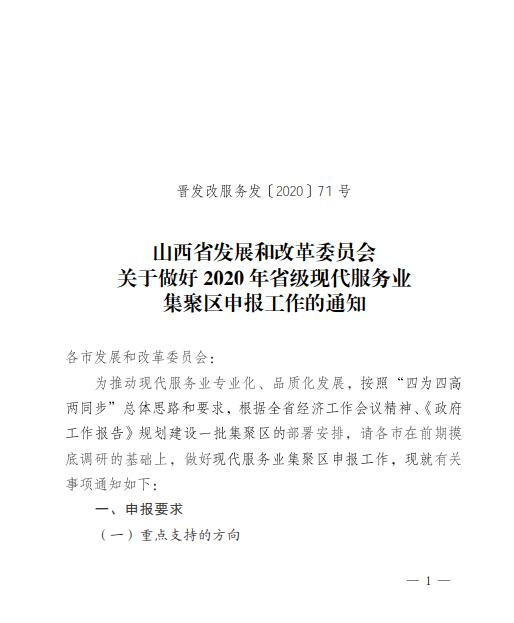 晋发改服务发〔2020〕71 号
山西省发展和改革委员会
关于做好 2020 年省级现代服务业
集聚区申报工作的通知
各市发展和改革委员会：
为推动现代服务业专业化、品质化发展，按照“四为四高
两同步”总体思路和要求，根据全省经济工作会议精神、《政府
工作报告》规划建设一批集聚区的部署安排，请各市在前期摸
底调研的基础上，做好现代服务业集聚区申报工作，现就有关
事项通知如下：
一、申报要求
（一）重点支持的方向
— 1 —